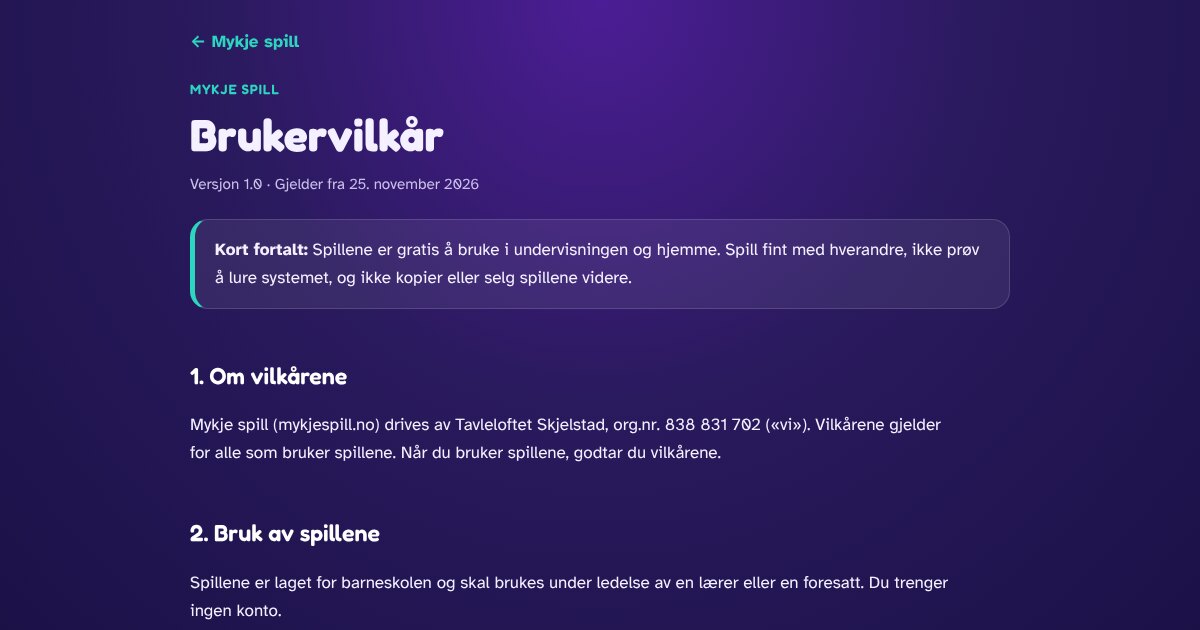 ← Mykje spill
MYKJE SPILL
Brukervilkår
Versjon 1.0 · Gjelder fra 25. november 2026
Kort fortalt: Spillene er gratis å bruke i undervisningen og hjemme. Spill fint med hverandre, ikke prøv
å lure systemet, og ikke kopier eller selg spillene videre.
1. Om vilkårene
Mykje spill (mykjespill.no) drives av Tavleloftet Skjelstad, org.nr. 838 831 702 («vi»). Vilkårene gjelder
for alle som bruker spillene. Når du bruker spillene, godtar du vilkårene.
2. Bruk av spillene
Spillene er laget for barneskolen og skal brukes under ledelse av en lærer eller en foresatt. Du trenger
ingen konto.